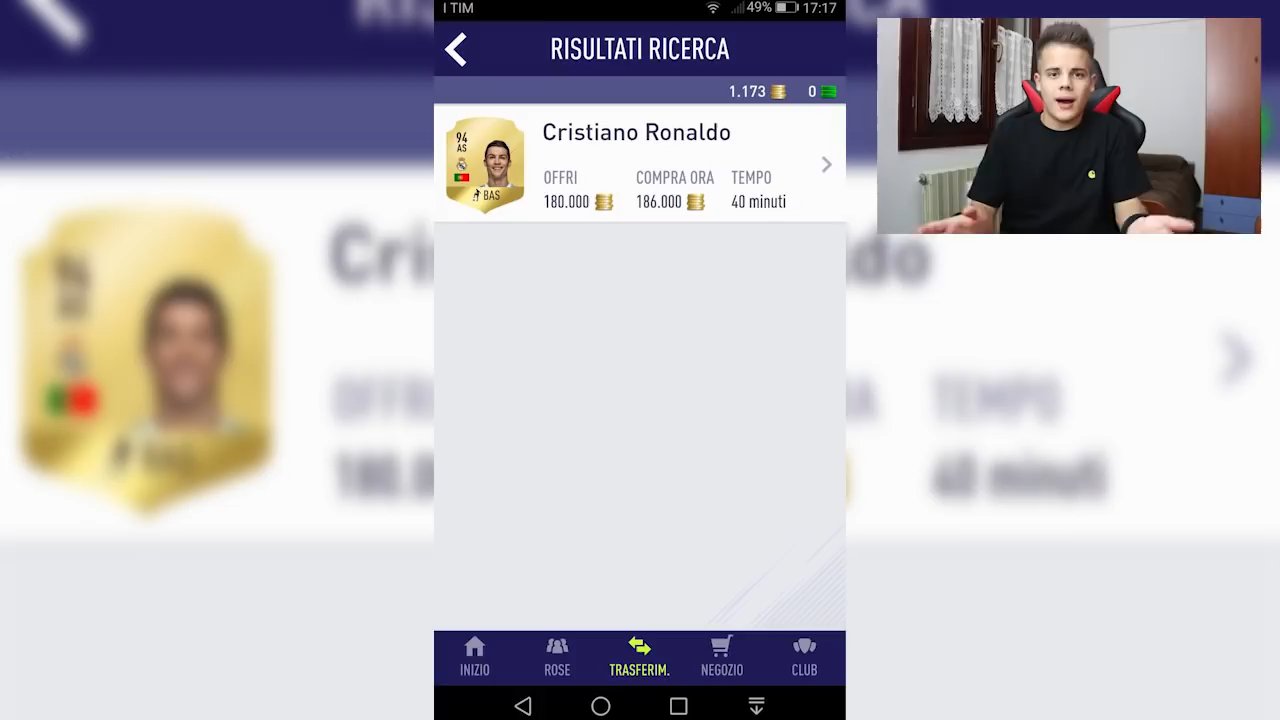 I TIM 49% 17:17
RISULTATI RICERCA
1.173 0
94
AS
BAS
Cristiano Ronaldo
OFFRI COMPRA ORA TEMPO
180.000 186.000 40 minuti
INIZIO ROSE TRASFERIM. NEGOZIO CLUB